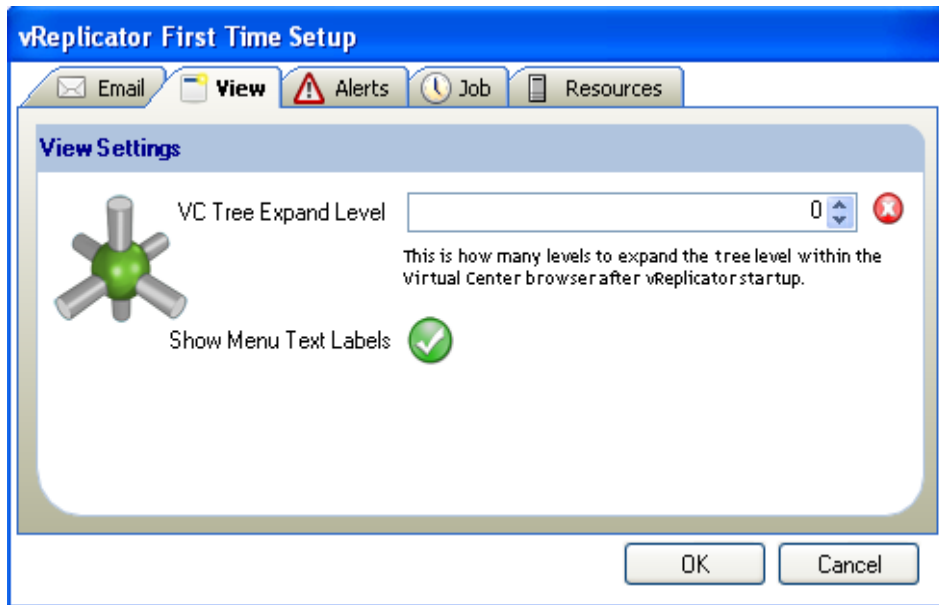 vReplicator First Time Setup
Email View Alerts Job Resources
View Settings
VC Tree Expand Level 0
This is how many levels to expand the tree level within the
Virtual Center browser after vReplicator startup.
Show Menu Text Labels
OK Cancel